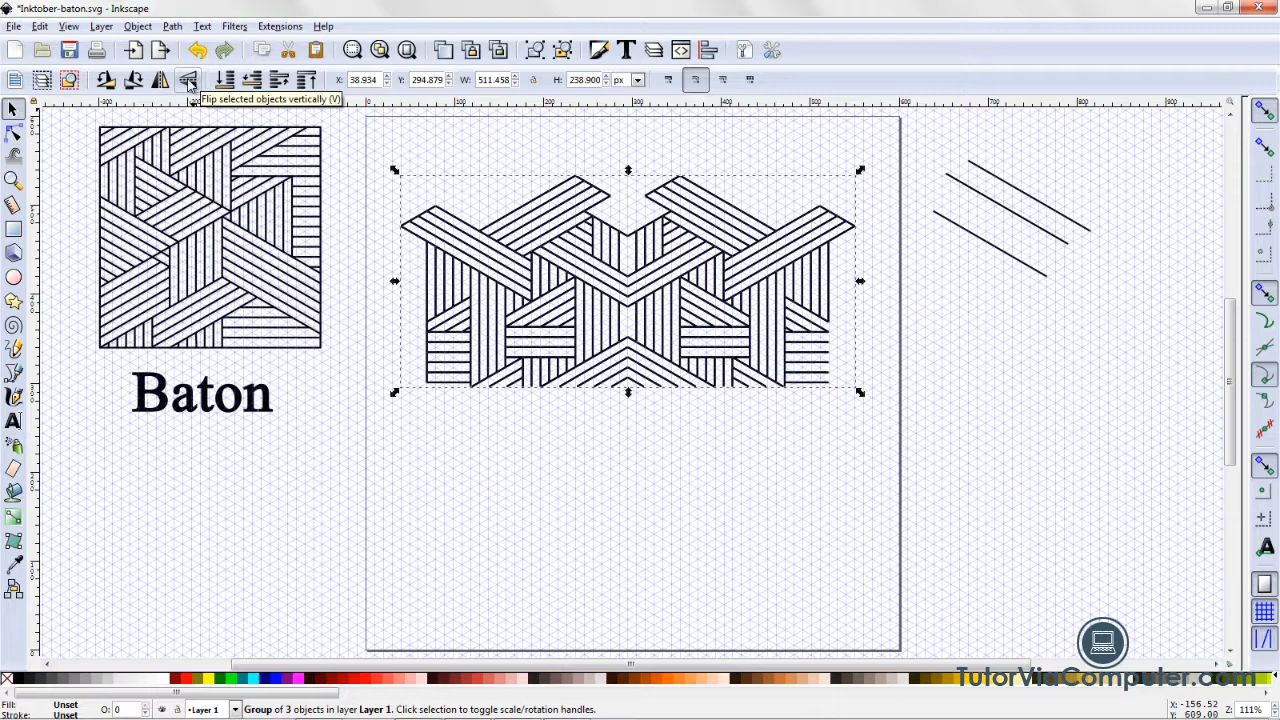 *Inktober-baton.svg - Inkscape
File Edit View Layer Object Path Text Filters Extensions Help
X: 38.934 Y: 294.879 W: 511.458 H: 238.900 px
Flip selected objects vertically (V)
Baton
TutorViaComputer.com
Fill: Unset
Stroke: Unset
O: 0
Layer 1
Group of 3 objects in layer Layer 1. Click selection to toggle scale/rotation handles.
X: -156.52
Y: 609.00
Z: 111%